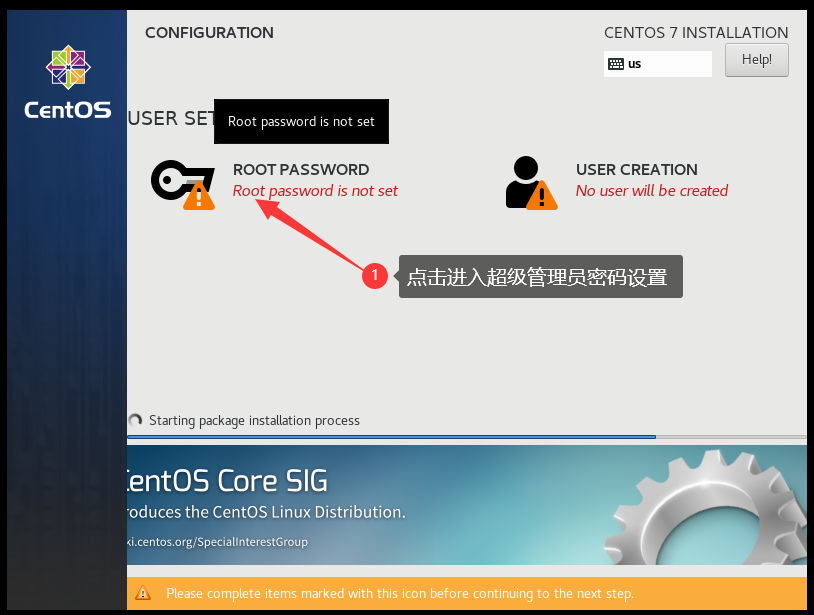 CentOS
CONFIGURATION
CENTOS 7 INSTALLATION
us
Help!
USER SET
Root password is not set
ROOT PASSWORD
Root password is not set
USER CREATION
No user will be created
1
点击进入超级管理员密码设置
Starting package installation process
CentOS Core SIG
roduces the CentOS Linux Distribution.
ki.centos.org/SpecialInterestGroup
Please complete items marked with this icon before continuing to the next step.